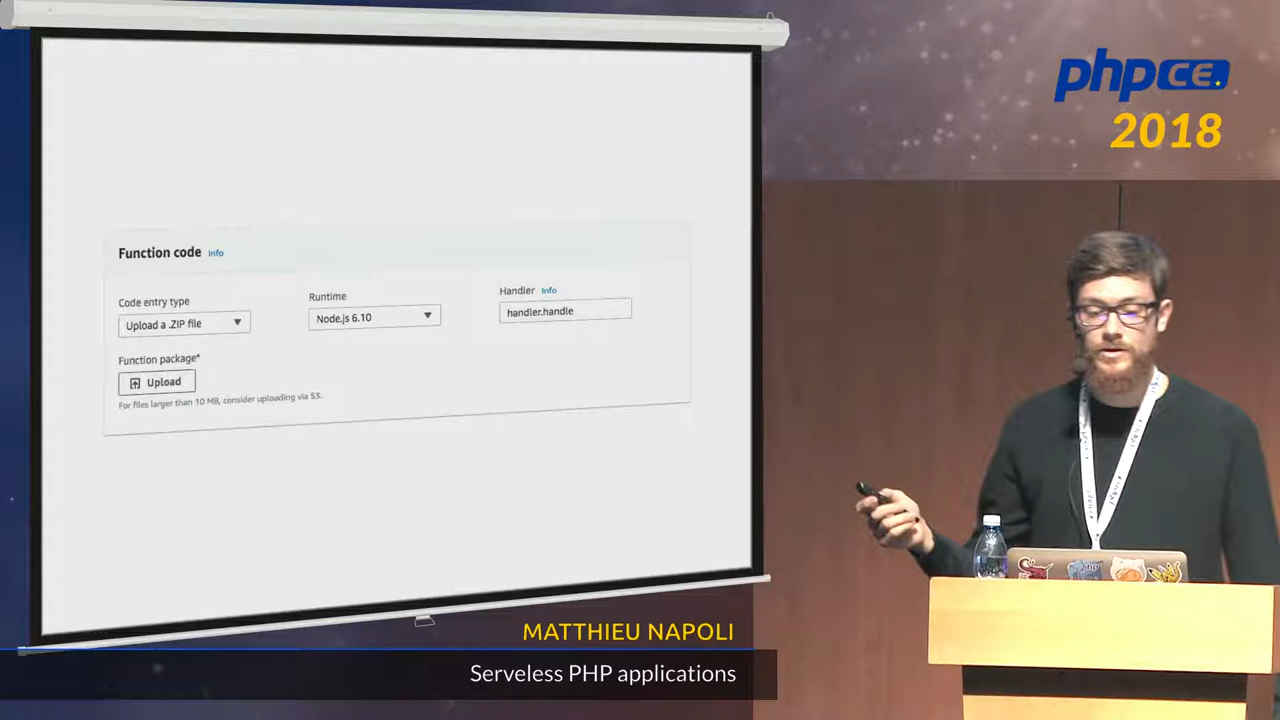 phpce
2018
Function code Info
Code entry type
Runtime
Handler Info
Upload a .ZIP file
Node.js 6.10
handler.handle
Function package*
Upload
For files larger than 10 MB, consider uploading via S3.
MATTHIEU NAPOLI
Serveless PHP applications
php